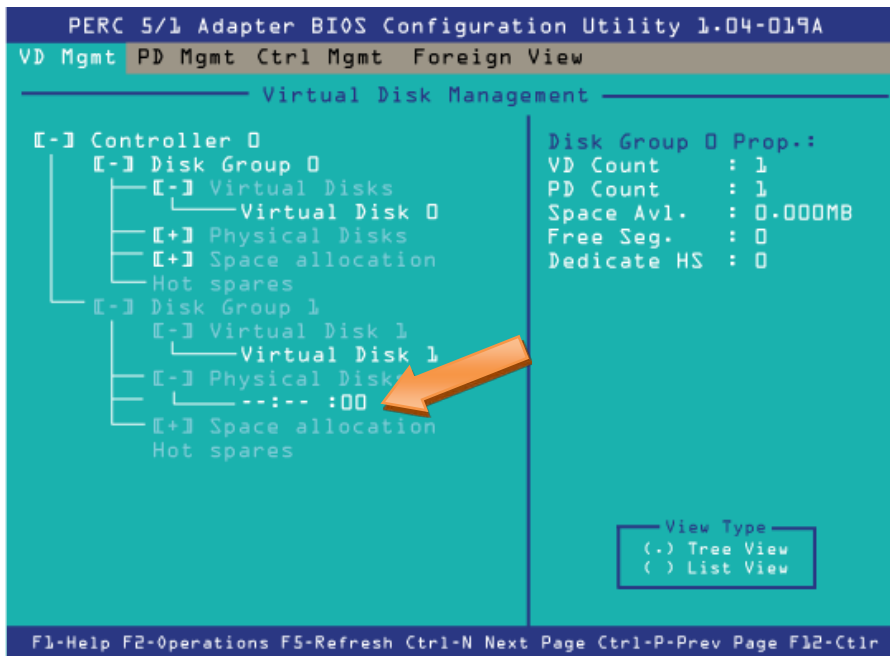 PERC 5/1 Adapter BIOS Configuration Utility 1.04-019A
VD Mgmt PD Mgmt Ctrl Mgmt Foreign View
Virtual Disk Management
[-] Controller 0
[-] Disk Group 0
[-] Virtual Disks
Virtual Disk 0
[+] Physical Disks
[+] Space allocation
Hot spares
[-] Disk Group 1
[-] Virtual Disk 1
Virtual Disk 1
[-] Physical Disks
--:-- :00
[+] Space allocation
Hot spares
Disk Group 0 Prop.:
VD Count : 1
PD Count : 1
Space Avl. : 0.000MB
Free Seg. : 0
Dedicate HS : 0
View Type
(.) Tree View
( ) List View
F1-Help F2-Operations F5-Refresh Ctrl-N Next Page Ctrl-P-Prev Page F12-Ctlr